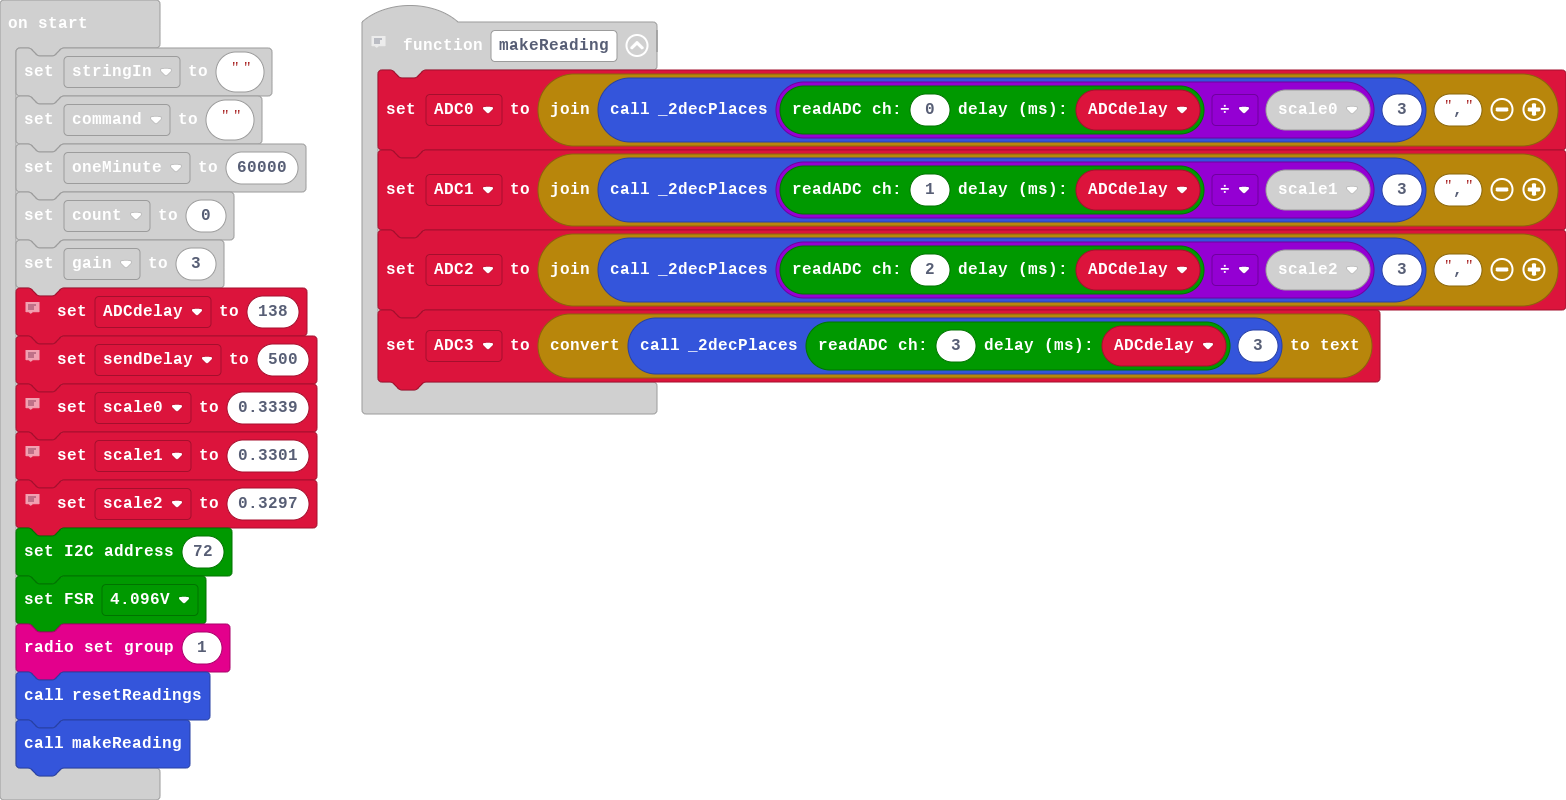 on start
set stringIn to " "
set command to " "
set oneMinute to 60000
set count to 0
set gain to 3
set ADCdelay to 138
set sendDelay to 500
set scale0 to 0.3339
set scale1 to 0.3301
set scale2 to 0.3297
set I2C address 72
set FSR 4.096V
radio set group 1
call resetReadings
call makeReading
function makeReading
set ADC0 to join call _2decPlaces readADC ch: 0 delay (ms): ADCdelay ÷ scale0 3 ","
set ADC1 to join call _2decPlaces readADC ch: 1 delay (ms): ADCdelay ÷ scale1 3 ","
set ADC2 to join call _2decPlaces readADC ch: 2 delay (ms): ADCdelay ÷ scale2 3 ","
set ADC3 to convert call _2decPlaces readADC ch: 3 delay (ms): ADCdelay 3 to text